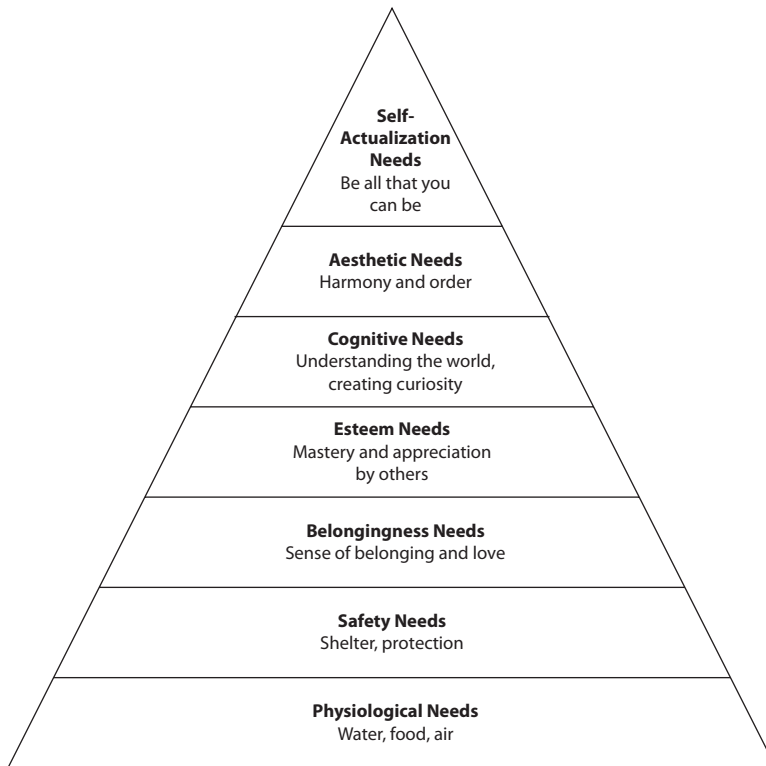 Self-
Actualization
Needs
Be all that you
can be
Aesthetic Needs
Harmony and order
Cognitive Needs
Understanding the world,
creating curiosity
Esteem Needs
Mastery and appreciation
by others
Belongingness Needs
Sense of belonging and love
Safety Needs
Shelter, protection
Physiological Needs
Water, food, air